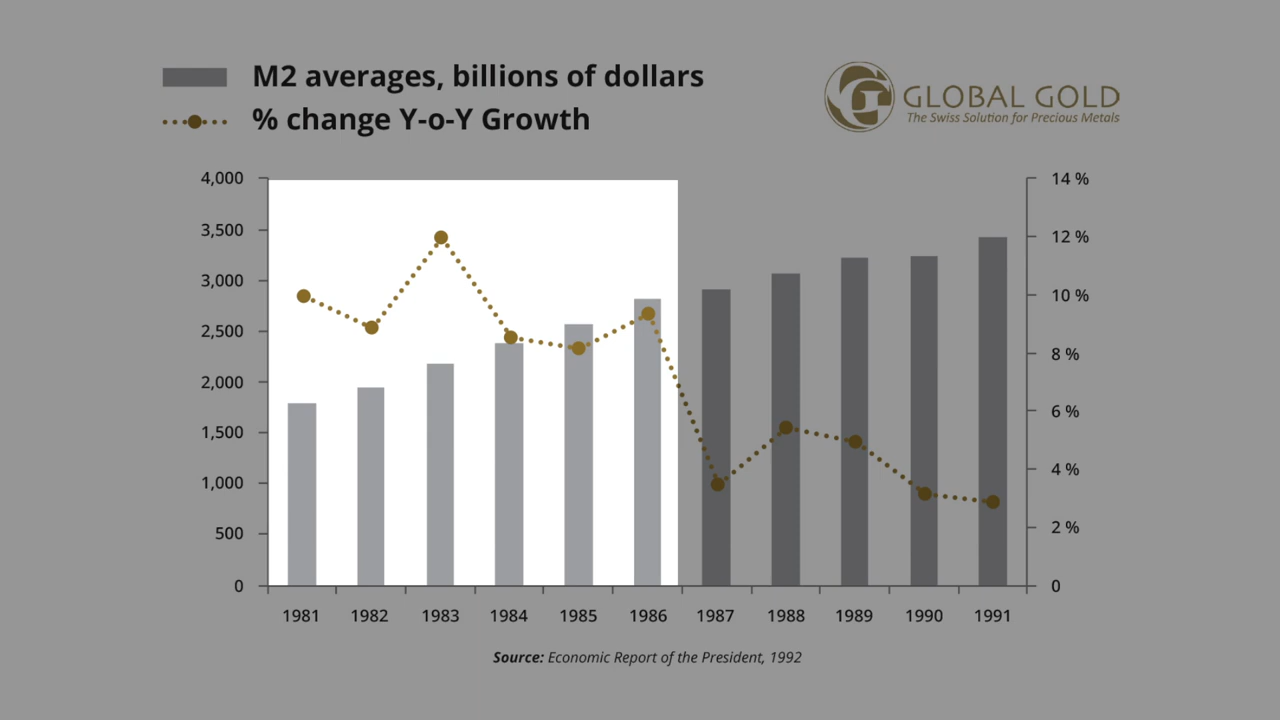 M2 averages, billions of dollars
% change Y-o-Y Growth
GLOBAL GOLD
The Swiss Solution for Precious Metals
4,000
3,500
3,000
2,500
2,000
1,500
1,000
500
0
14 %
12 %
10 %
8 %
6 %
4 %
2 %
0
1981 1982 1983 1984 1985 1986 1987 1988 1989 1990 1991
Source: Economic Report of the President, 1992